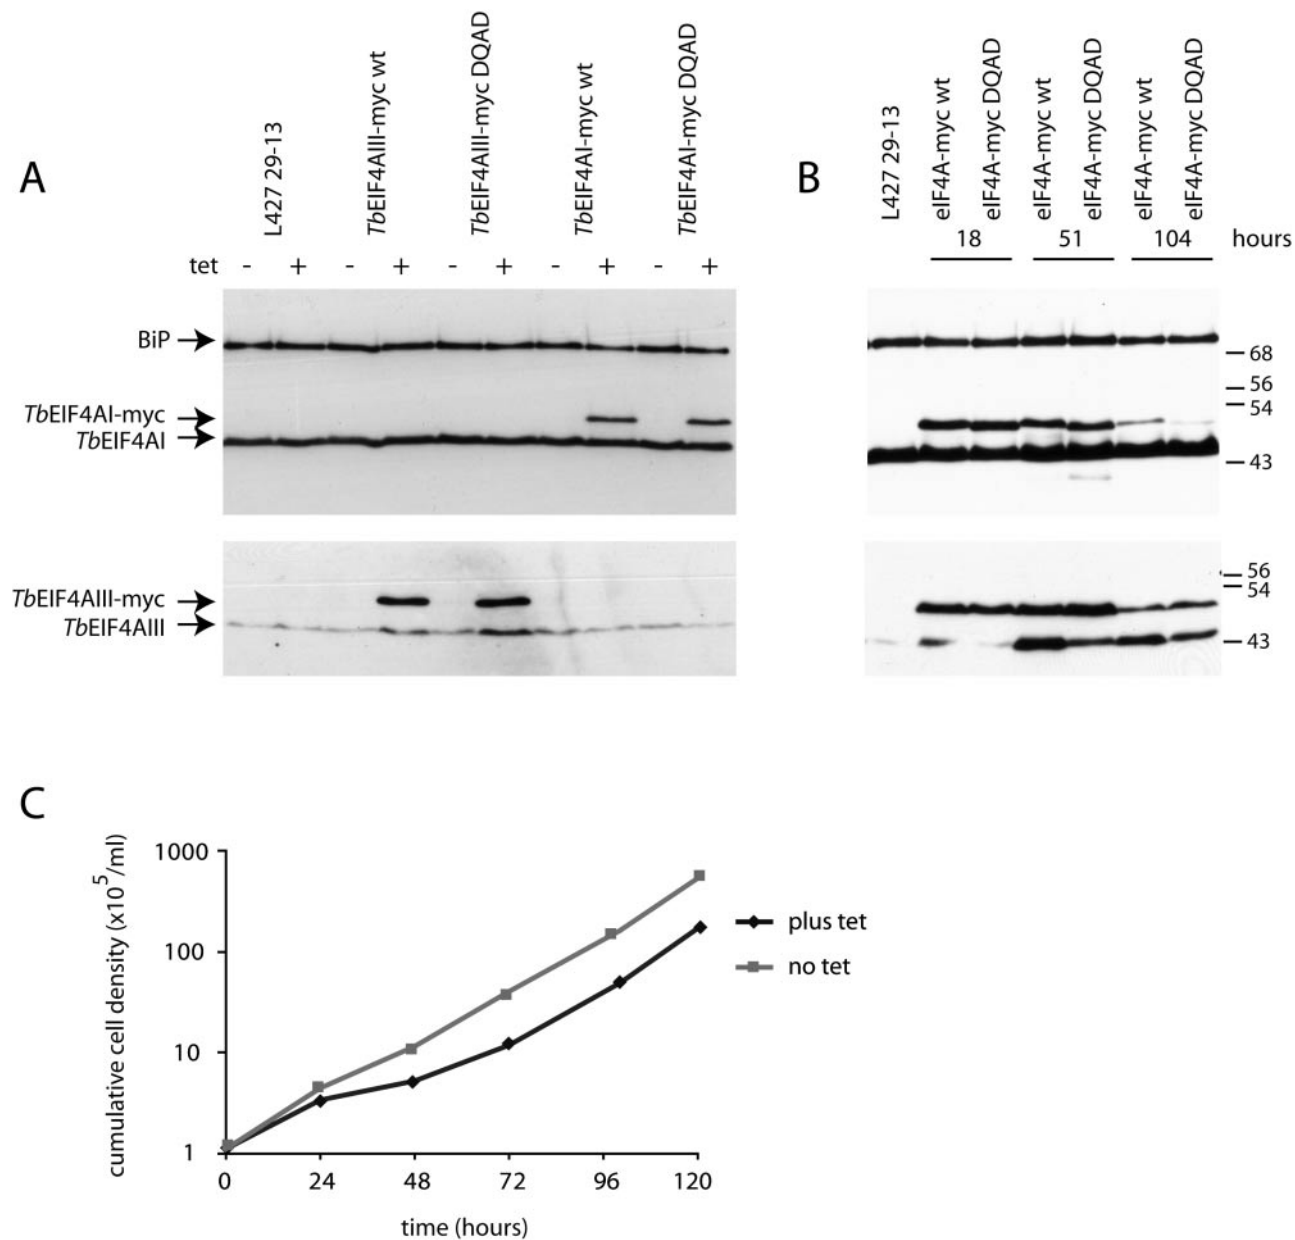 A
L427 29-13
TbEIF4AIII-myc wt
TbEIF4AIII-myc DQAD
TbEIF4AI-myc wt
TbEIF4AI-myc DQAD
tet - + - + - + - + - +
BiP
TbEIF4AI-myc
TbEIF4AI
TbEIF4AIII-myc
TbEIF4AIII
B
L427 29-13
eIF4A-myc wt
eIF4A-myc DQAD
eIF4A-myc wt
eIF4A-myc DQAD
eIF4A-myc wt
eIF4A-myc DQAD
18 51 104 hours
68
56
54
43
56
54
43
C
cumulative cell density (x10⁵/ml)
1000
100
10
1
0 24 48 72 96 120
time (hours)
plus tet
no tet